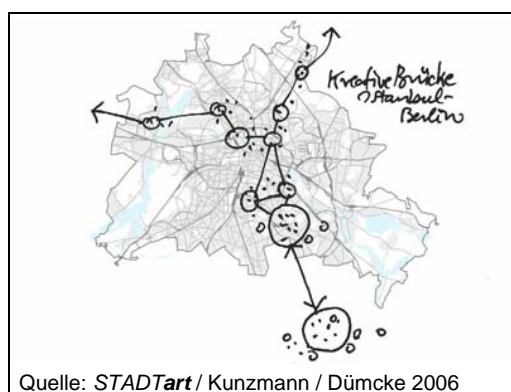 Kreative Brücke
Istanbul-
Berlin
Quelle: STADTart / Kunzmann / Dümcke 2006